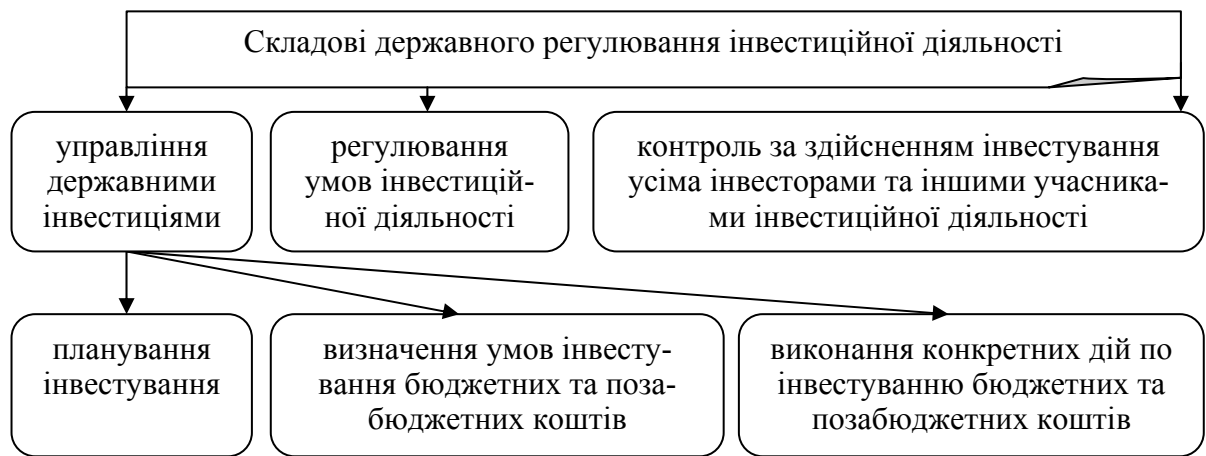 Складові державного регулювання інвестиційної діяльності
управління
державними
інвестиціями
регулювання
умов інвестицій-
ної діяльності
контроль за здійсненням інвестування
усіма інвесторами та іншими учасника-
ми інвестиційної діяльності
планування
інвестування
визначення умов інвесту-
вання бюджетних та поза-
бюджетних коштів
виконання конкретних дій по
інвестуванню бюджетних та
позабюджетних коштів